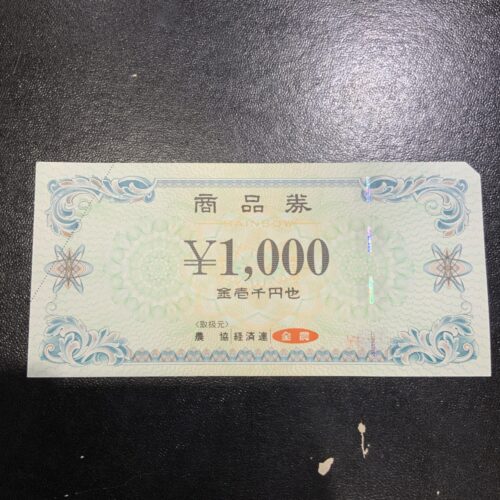 商品券
RAINBOW
¥1,000
金壱千円也
〈取扱元〉
農 協 経済連 全農